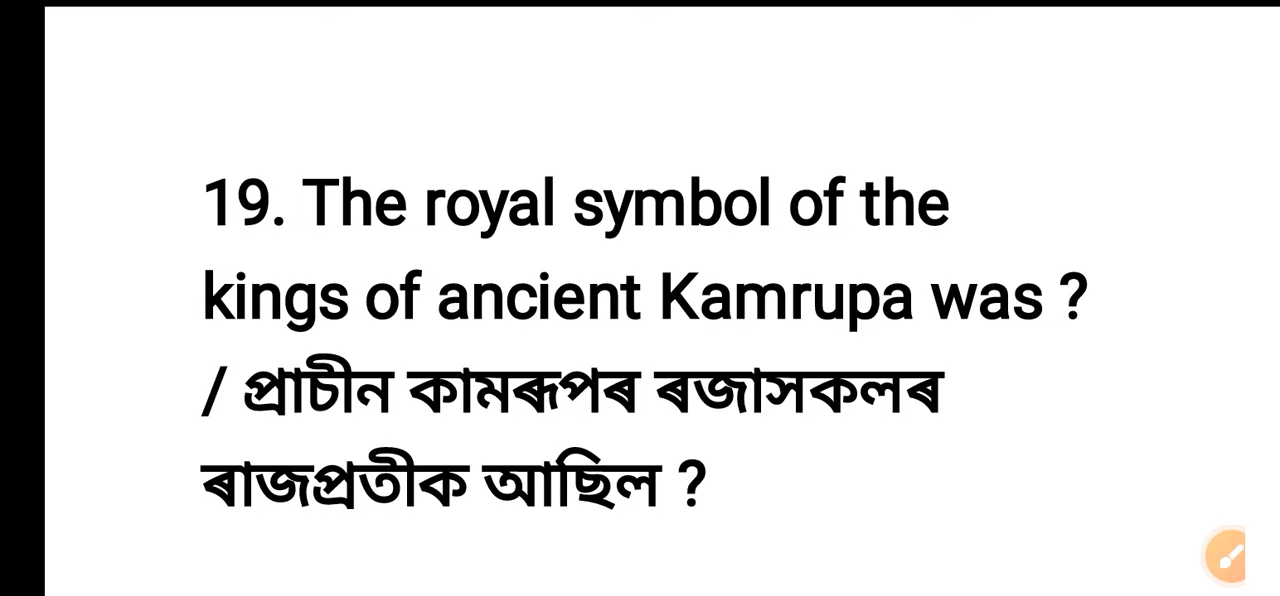 19. The royal symbol of the
kings of ancient Kamrupa was ?
/ প্ৰাচীন কামৰূপৰ ৰজাসকলৰ
ৰাজপ্ৰতীক আছিল ?